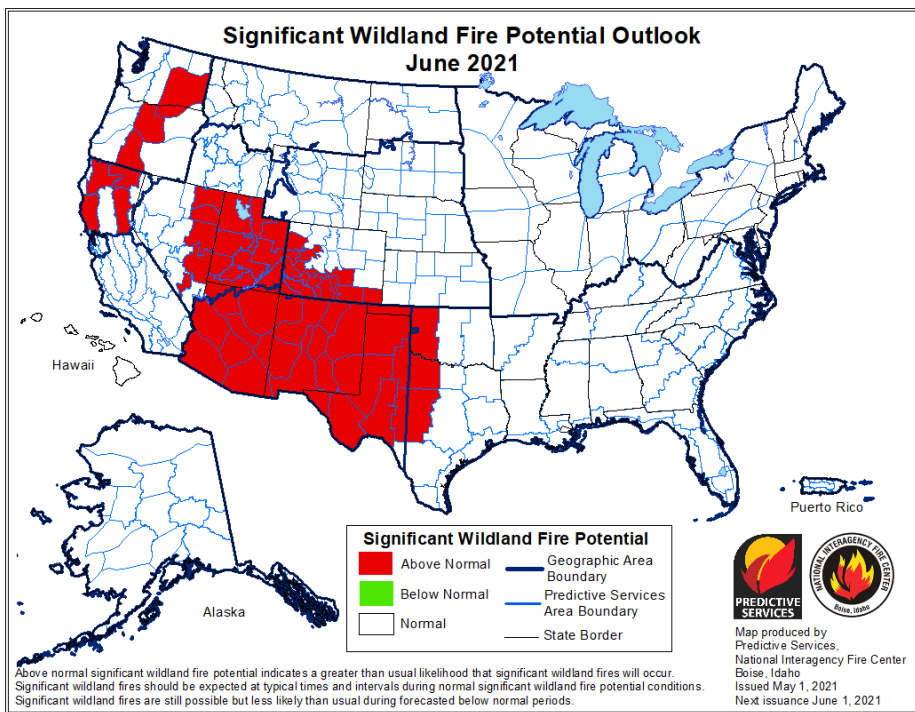 Significant Wildland Fire Potential Outlook
June 2021
Hawaii
Alaska
Puerto Rico
Significant Wildland Fire Potential
Above Normal
Below Normal
Normal
Geographic Area
Boundary
Predictive Services
Area Boundary
State Border
PREDICTIVE
SERVICES
NATIONAL INTERAGENCY FIRE CENTER
Boise, Idaho
Map produced by
Predictive Services,
National Interagency Fire Center
Boise, Idaho
Issued May 1, 2021
Next issuance June 1, 2021
Above normal significant wildland fire potential indicates a greater than usual likelihood that significant wildland fires will occur.
Significant wildland fires should be expected at typical times and intervals during normal significant wildland fire potential conditions.
Significant wildland fires are still possible but less likely than usual during forecasted below normal periods.